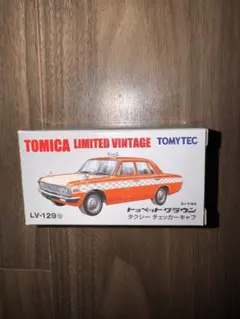 TOMICA LIMITED VINTAGE TOMYTEC
LV-129b
トヨペット クラウン
タクシー チェッカーキャブ